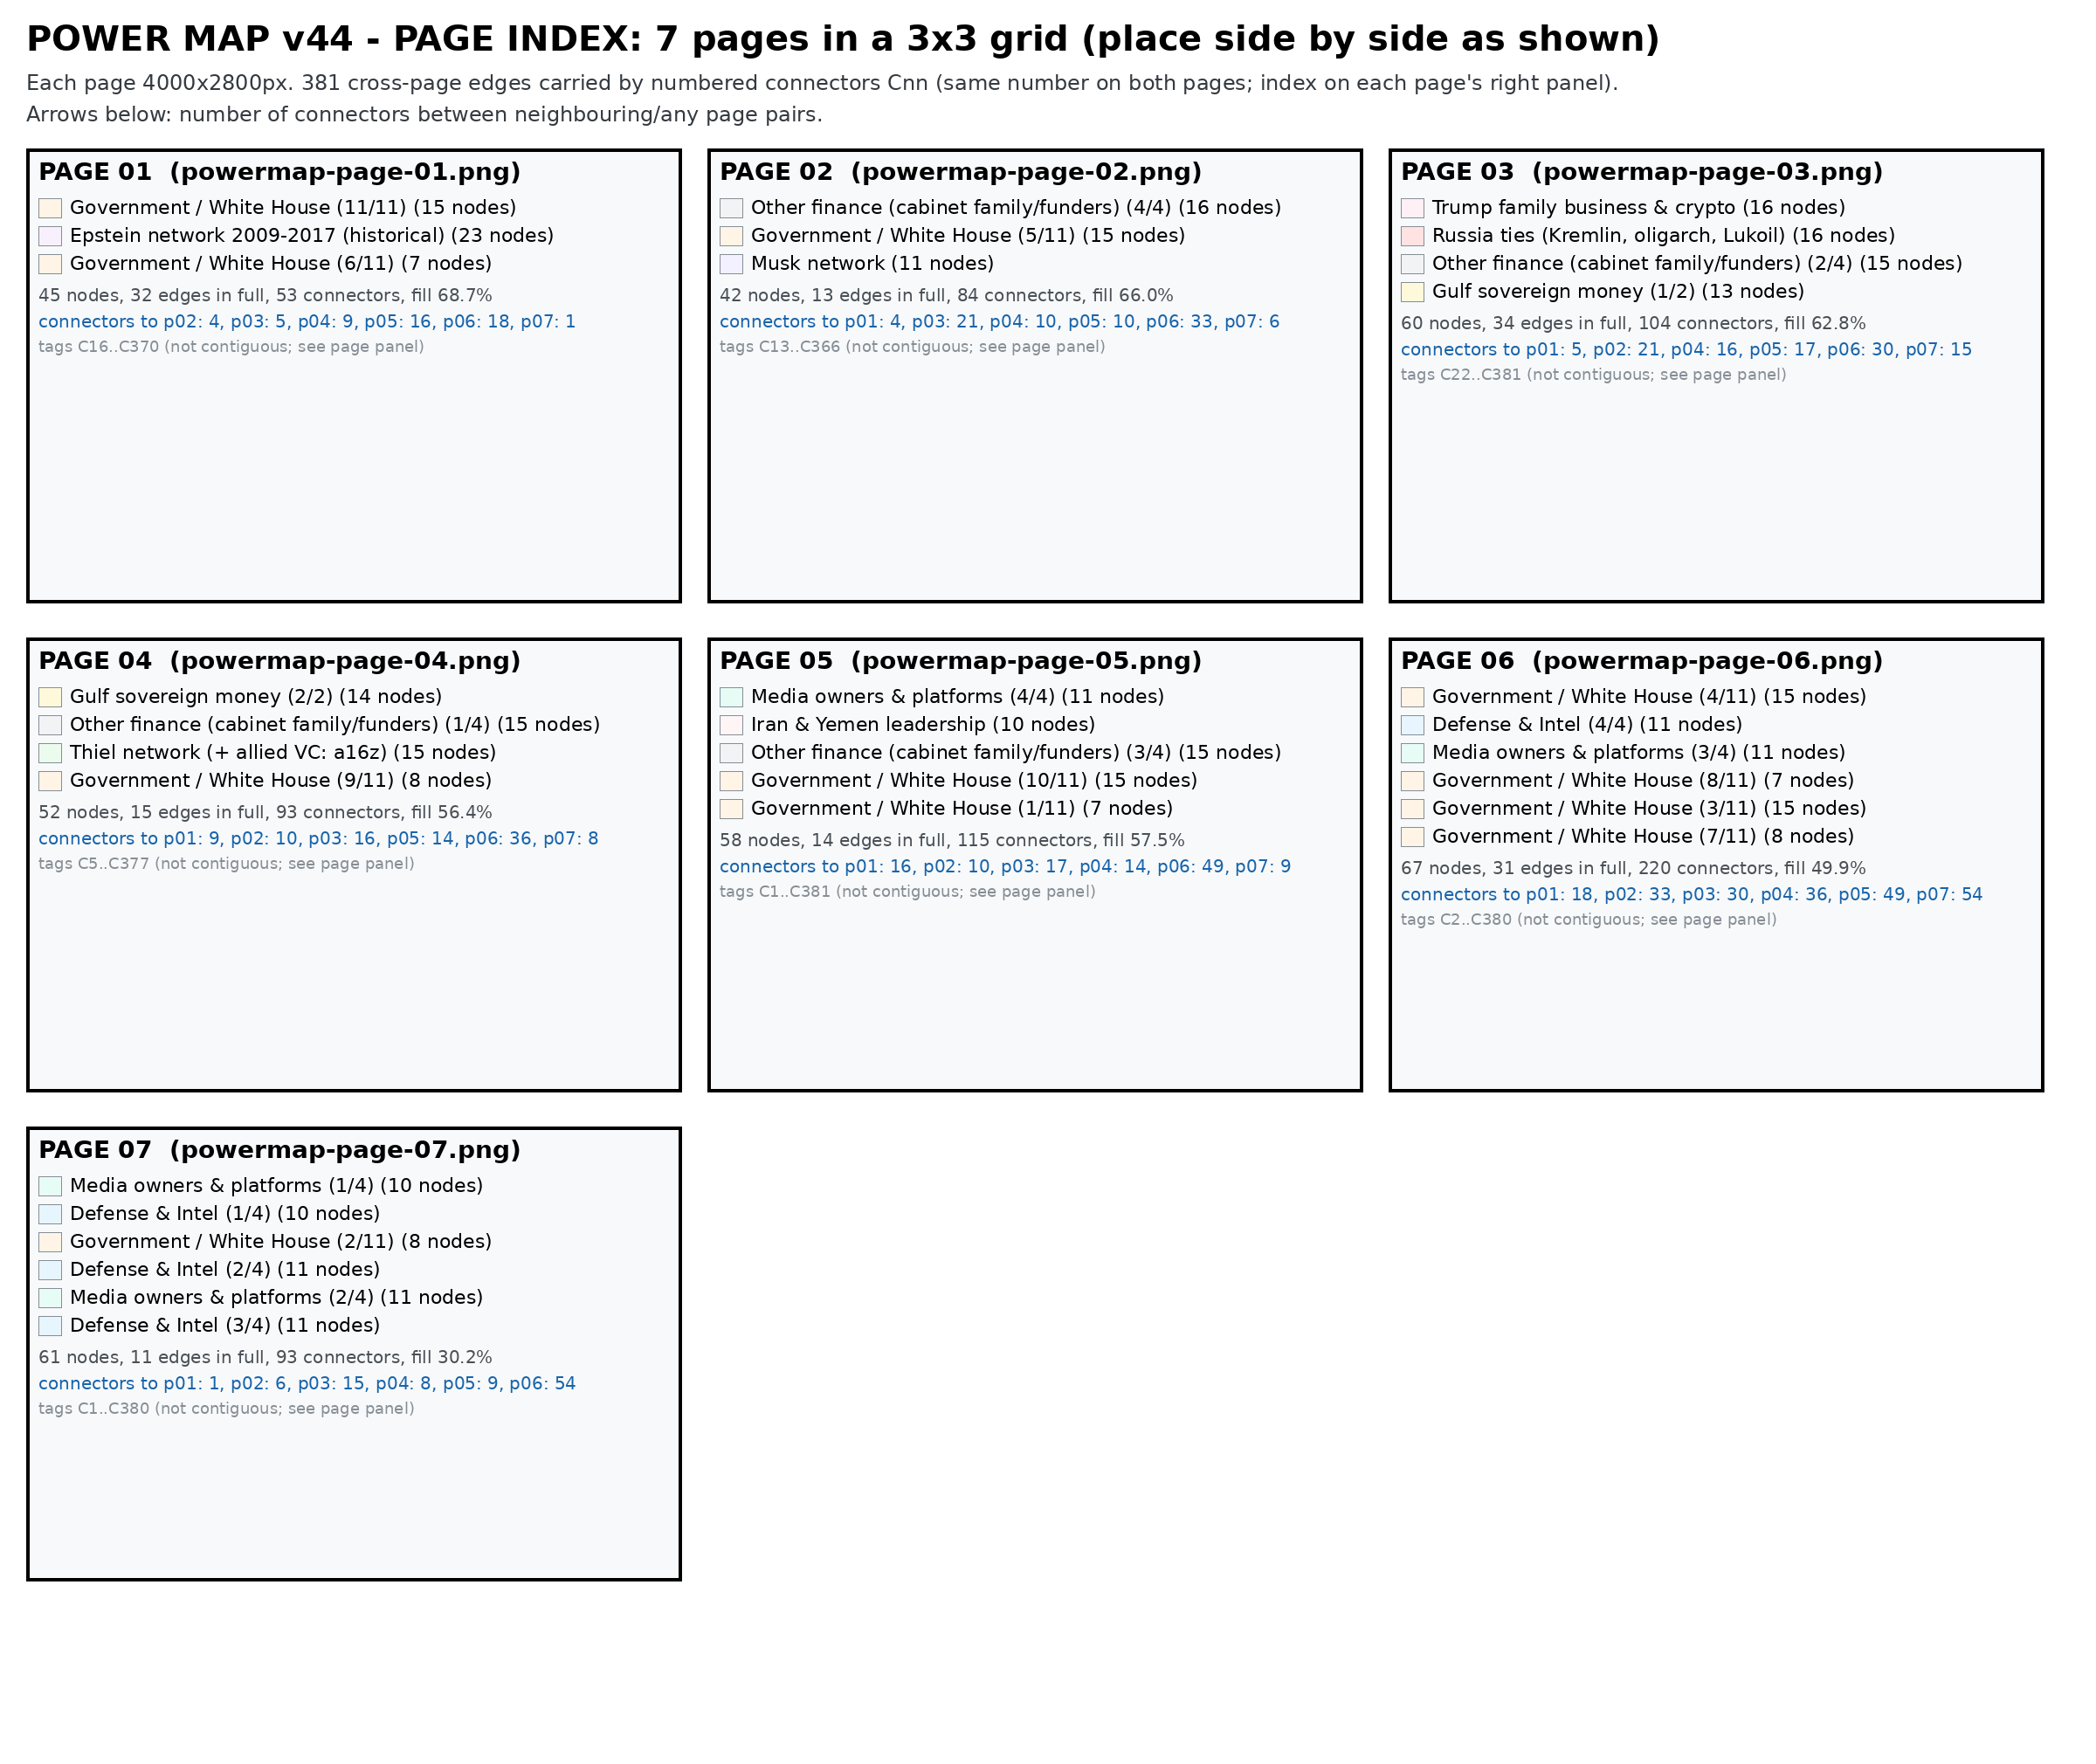 POWER MAP v44 - PAGE INDEX: 7 pages in a 3x3 grid (place side by side as shown)
Each page 4000x2800px. 381 cross-page edges carried by numbered connectors Cnn (same number on both pages; index on each page's right panel).
Arrows below: number of connectors between neighbouring/any page pairs.
PAGE 01 (powermap-page-01.png)
Government / White House (11/11) (15 nodes)
Epstein network 2009-2017 (historical) (23 nodes)
Government / White House (6/11) (7 nodes)
45 nodes, 32 edges in full, 53 connectors, fill 68.7%
connectors to p02: 4, p03: 5, p04: 9, p05: 16, p06: 18, p07: 1
tags C16..C370 (not contiguous; see page panel)
PAGE 02 (powermap-page-02.png)
Other finance (cabinet family/funders) (4/4) (16 nodes)
Government / White House (5/11) (15 nodes)
Musk network (11 nodes)
42 nodes, 13 edges in full, 84 connectors, fill 66.0%
connectors to p01: 4, p03: 21, p04: 10, p05: 10, p06: 33, p07: 6
tags C13..C366 (not contiguous; see page panel)
PAGE 03 (powermap-page-03.png)
Trump family business & crypto (16 nodes)
Russia ties (Kremlin, oligarch, Lukoil) (16 nodes)
Other finance (cabinet family/funders) (2/4) (15 nodes)
Gulf sovereign money (1/2) (13 nodes)
60 nodes, 34 edges in full, 104 connectors, fill 62.8%
connectors to p01: 5, p02: 21, p04: 16, p05: 17, p06: 30, p07: 15
tags C22..C381 (not contiguous; see page panel)
PAGE 04 (powermap-page-04.png)
Gulf sovereign money (2/2) (14 nodes)
Other finance (cabinet family/funders) (1/4) (15 nodes)
Thiel network (+ allied VC: a16z) (15 nodes)
Government / White House (9/11) (8 nodes)
52 nodes, 15 edges in full, 93 connectors, fill 56.4%
connectors to p01: 9, p02: 10, p03: 16, p05: 14, p06: 36, p07: 8
tags C5..C377 (not contiguous; see page panel)
PAGE 05 (powermap-page-05.png)
Media owners & platforms (4/4) (11 nodes)
Iran & Yemen leadership (10 nodes)
Other finance (cabinet family/funders) (3/4) (15 nodes)
Government / White House (10/11) (15 nodes)
Government / White House (1/11) (7 nodes)
58 nodes, 14 edges in full, 115 connectors, fill 57.5%
connectors to p01: 16, p02: 10, p03: 17, p04: 14, p06: 49, p07: 9
tags C1..C381 (not contiguous; see page panel)
PAGE 06 (powermap-page-06.png)
Government / White House (4/11) (15 nodes)
Defense & Intel (4/4) (11 nodes)
Media owners & platforms (3/4) (11 nodes)
Government / White House (8/11) (7 nodes)
Government / White House (3/11) (15 nodes)
Government / White House (7/11) (8 nodes)
67 nodes, 31 edges in full, 220 connectors, fill 49.9%
connectors to p01: 18, p02: 33, p03: 30, p04: 36, p05: 49, p07: 54
tags C2..C380 (not contiguous; see page panel)
PAGE 07 (powermap-page-07.png)
Media owners & platforms (1/4) (10 nodes)
Defense & Intel (1/4) (10 nodes)
Government / White House (2/11) (8 nodes)
Defense & Intel (2/4) (11 nodes)
Media owners & platforms (2/4) (11 nodes)
Defense & Intel (3/4) (11 nodes)
61 nodes, 11 edges in full, 93 connectors, fill 30.2%
connectors to p01: 1, p02: 6, p03: 15, p04: 8, p05: 9, p06: 54
tags C1..C380 (not contiguous; see page panel)